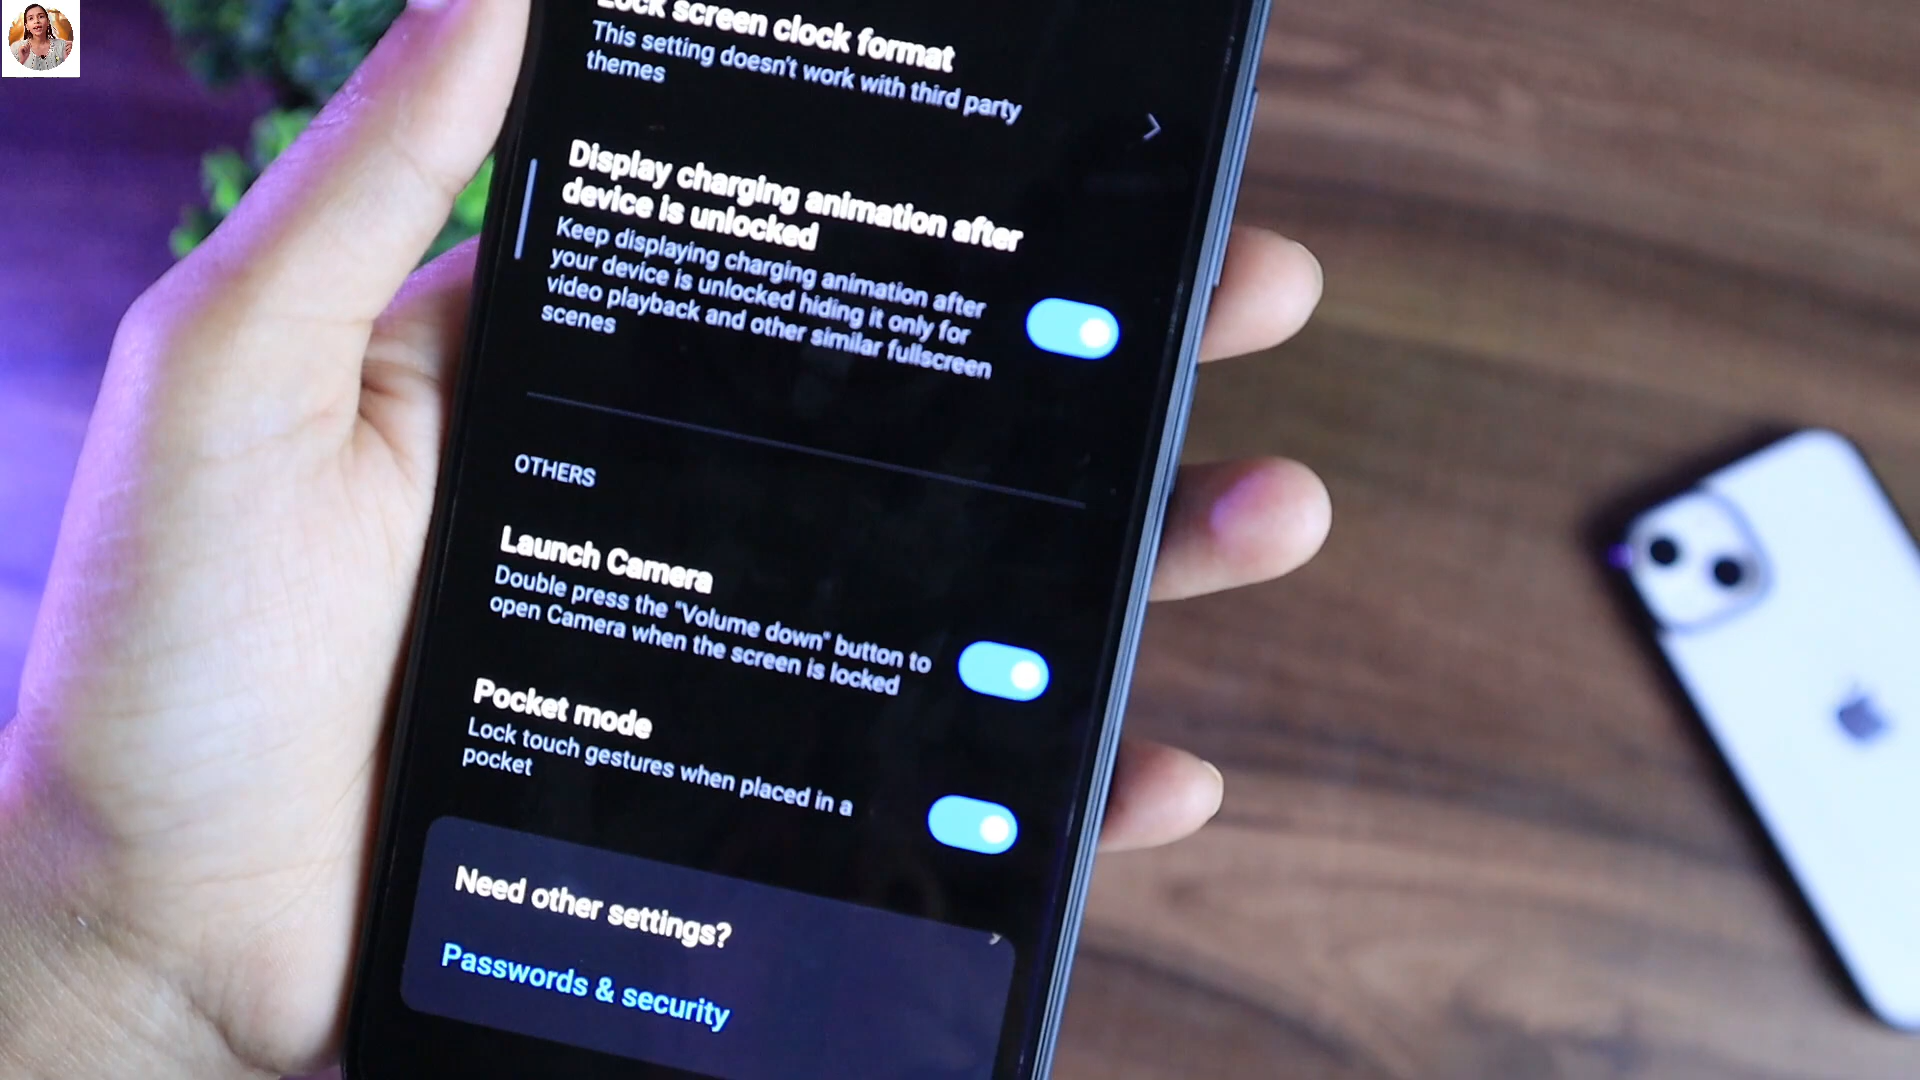 Lock screen clock format
This setting doesn't work with third party
themes
Display charging animation after
device is unlocked
Keep displaying charging animation after
your device is unlocked hiding it only for
video playback and other similar fullscreen
scenes
OTHERS
Launch Camera
Double press the "Volume down" button to
open Camera when the screen is locked
Pocket mode
Lock touch gestures when placed in a
pocket
Need other settings?
Passwords & security